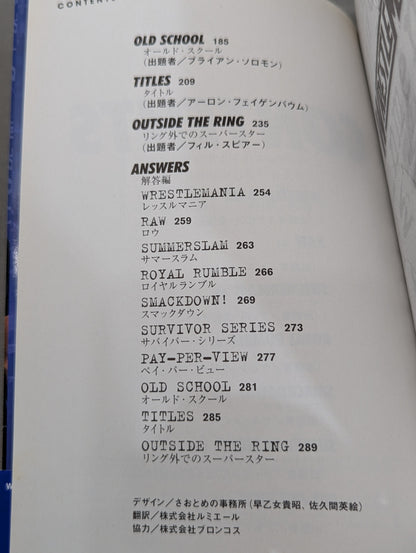 CONTENTS
OLD SCHOOL 185
オールド・スクール
(出題者/ブライアン・ソロモン)
TITLES 209
タイトル
(出題者/アーロン・フェイゲンバウム)
OUTSIDE THE RING 235
リング外でのスーパースター
(出題者/フィル・スピアー)
ANSWERS
解答編
WRESTLEMANIA 254
レッスルマニア
RAW 259
ロウ
SUMMERSLAM 263
サマースラム
ROYAL RUMBLE 266
ロイヤルランブル
SMACKDOWN! 269
スマックダウン
SURVIVOR SERIES 273
サバイバー・シリーズ
PAY-PER-VIEW 277
ペイ・パー・ビュー
OLD SCHOOL 281
オールド・スクール
TITLES 285
タイトル
OUTSIDE THE RING 289
リング外でのスーパースター
デザイン/さおとめの事務所(早乙女貴昭、佐久間英絵)
翻訳/株式会社ルミエール
協力/株式会社ブロンコス